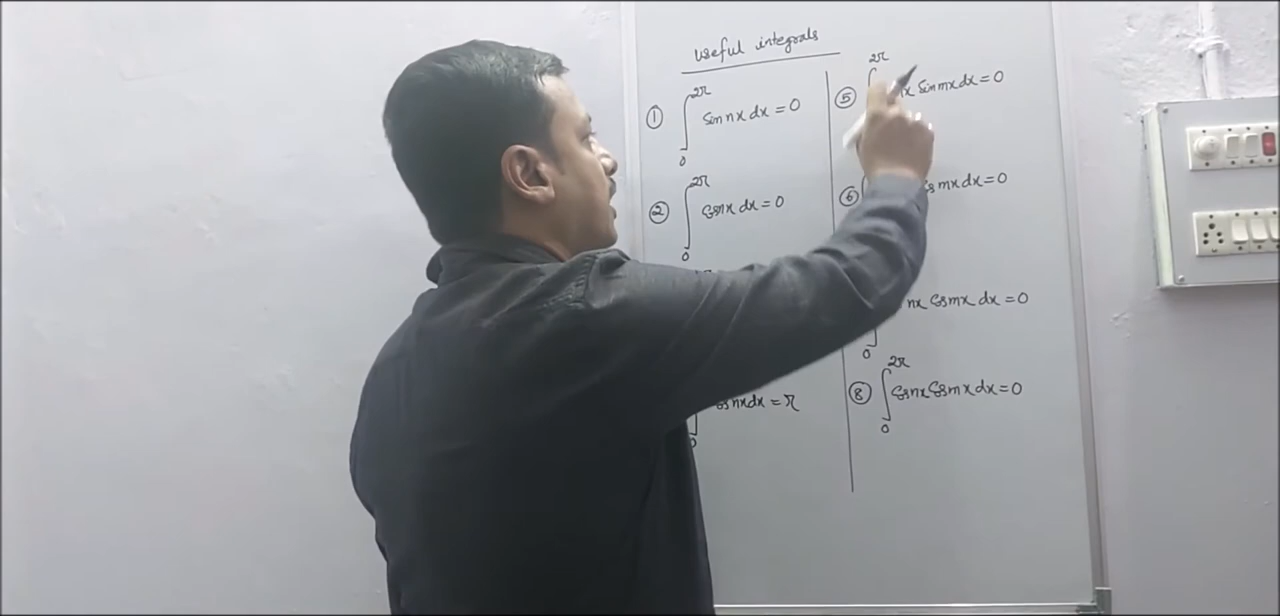 useful integrals
① ∫₀^{2π} sin nx dx = 0
② ∫₀^{2π} cos nx dx = 0
nx dx = π
⑤ 2π nx sin mx dx = 0
⑥ mx dx = 0
nx cos mx dx = 0
0
⑧ ∫₀^{2π} cos nx cos mx dx = 0